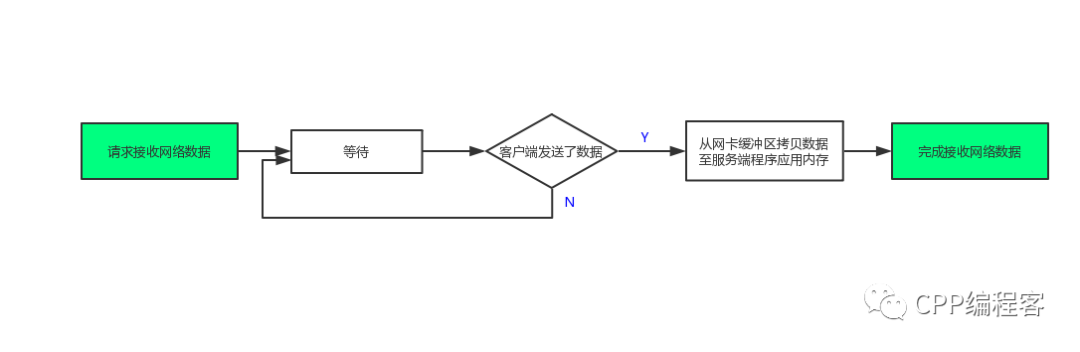 请求接收网络数据
等待
客户端发送了数据
Y
N
从网卡缓冲区拷贝数据
至服务端程序应用内存
完成接收网络数据
CPP编程客